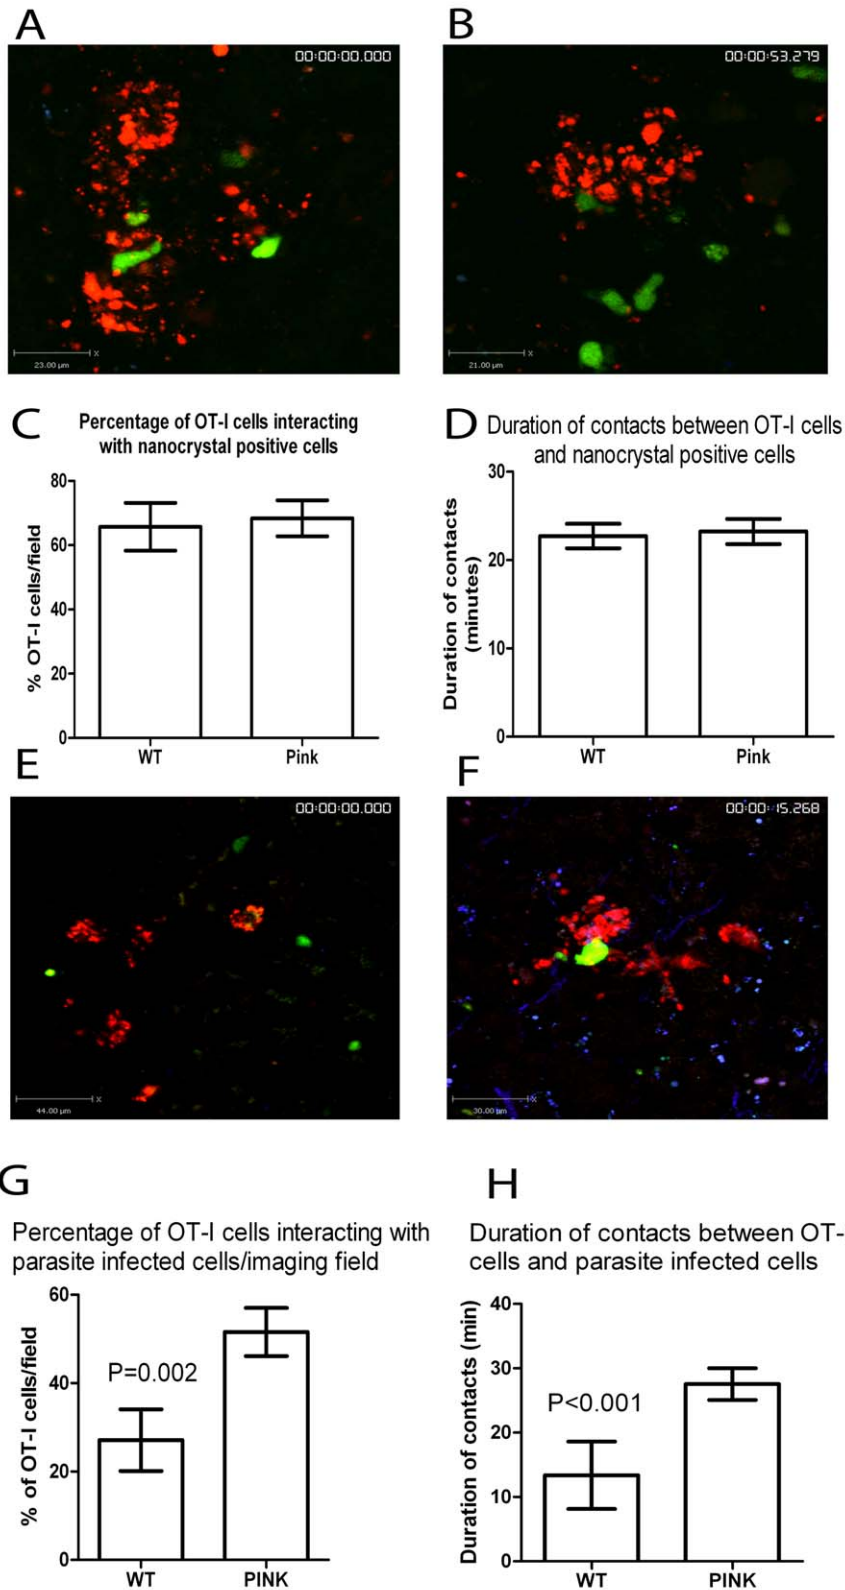 A
B
00:00:00.000
00:00:53.279
23.00 µm
x
21.00 µm
x
C
Percentage of OT-I cells interacting
with nanocrystal positive cells
% OT-I cells/field
80
60
40
20
0
WT
Pink
D
Duration of contacts between OT-I cells
and nanocrystal positive cells
Duration of contacts
(minutes)
30
20
10
0
WT
Pink
E
F
00:00:00.000
00:00:15.268
44.00 µm
x
30.00 µm
x
G
Percentage of OT-I cells interacting with
parasite infected cells/imaging field
% of OT-I cells/field
60
40
20
0
P=0.002
WT
PINK
H
Duration of contacts between OT-
cells and parasite infected cells
Duration of contacts (min)
40
30
20
10
0
P<0.001
WT
PINK